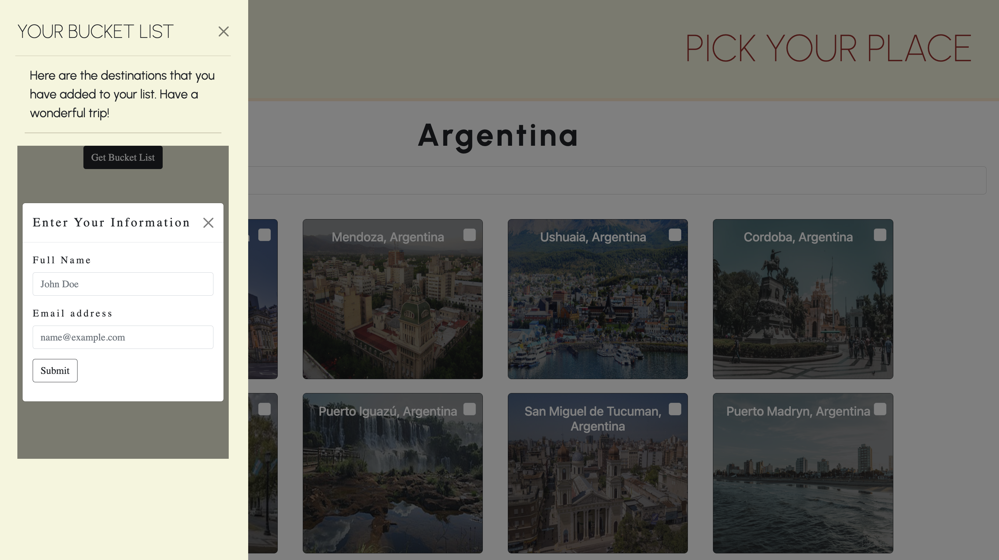 YOUR BUCKET LIST
Here are the destinations that you
have added to your list. Have a
wonderful trip!
Get Bucket List
Enter Your Information
Full Name
John Doe
Email address
name@example.com
Submit
PICK YOUR PLACE
Argentina
Mendoza, Argentina
Ushuaia, Argentina
Cordoba, Argentina
Puerto Iguazú, Argentina
San Miguel de Tucuman,
Argentina
Puerto Madryn, Argentina